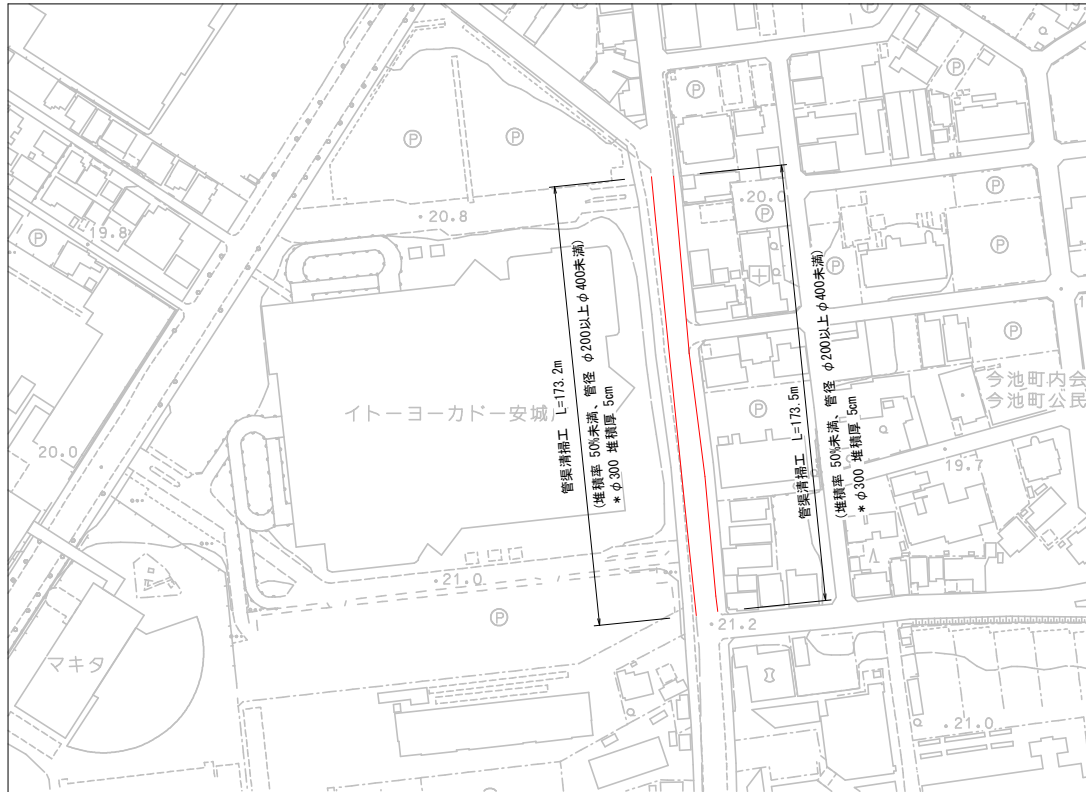 Ⓟ
Ⓟ
Ⓟ
Ⓟ
20.8
19.8
Ⓟ
20.0
Ⓟ
Ⓟ
Ⓟ
Ⓟ
Ⓟ
Ⓟ
管渠清掃工 L=173.2m
(堆積率 50%未満、管径 φ200以上φ400未満)
* φ300 堆積厚 5cm
管渠清掃工 L=173.5m
(堆積率 50%未満、管径 φ200以上φ400未満)
* φ300 堆積厚 5cm
イトーヨーカドー安城
今池町内会
今池町公民
20.0
19.7
21.0
Ⓟ
21.2
マキタ
21.0